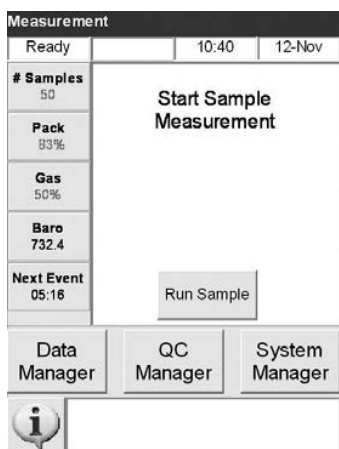 Measurement
Ready 10:40 12-Nov
# Samples
50
Pack
83%
Gas
50%
Baro
732.4
Next Event
05:16
Start Sample
Measurement
Run Sample
Data
Manager
QC
Manager
System
Manager
i